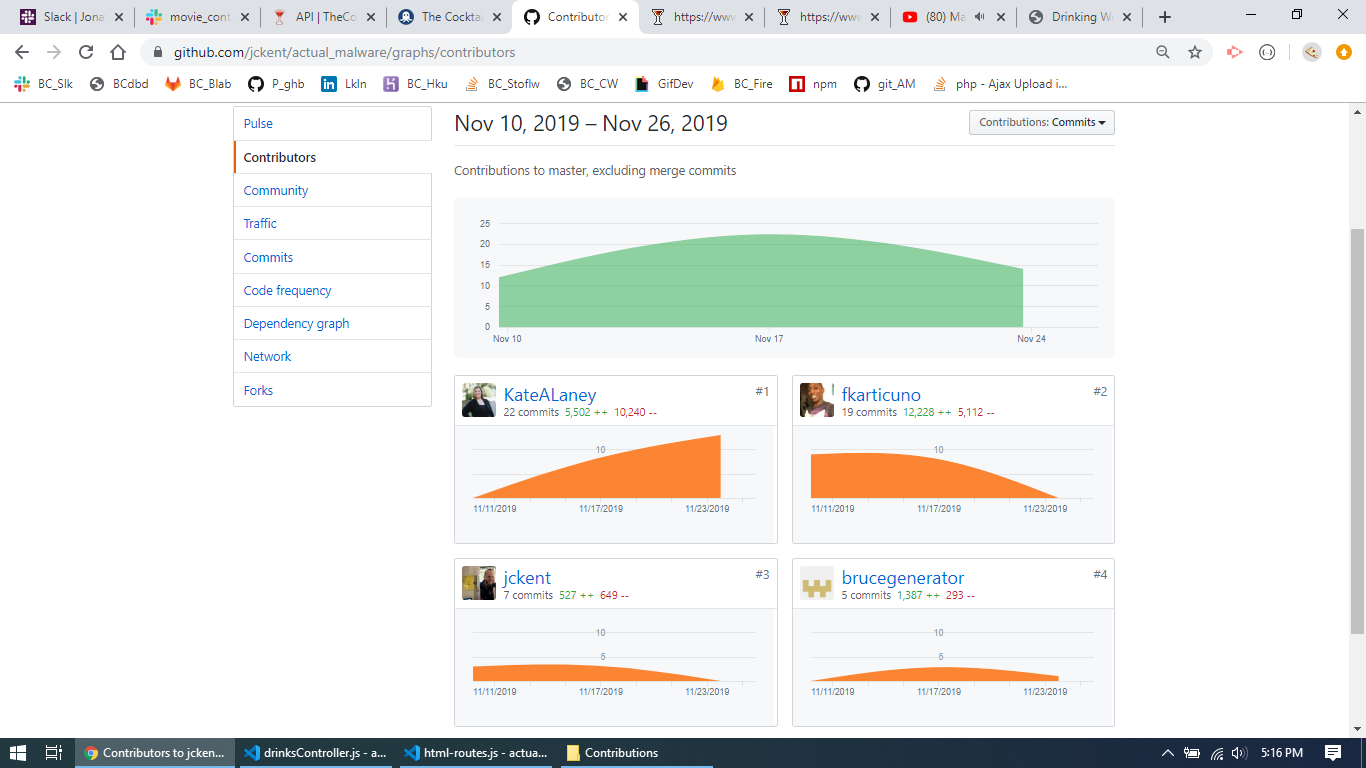 Slack | Jona
movie_cont
API | TheCo
The Cockta
Contributor
https://www
https://www
(80) Ma
Drinking We
github.com/jckent/actual_malware/graphs/contributors
BC_Slk
BCdbd
BC_Blab
P_ghb
LkIn
BC_Hku
BC_Stoflw
BC_CW
GifDev
BC_Fire
npm
git_AM
php - Ajax Upload i...
Pulse
Contributors
Community
Traffic
Commits
Code frequency
Dependency graph
Network
Forks
Nov 10, 2019 – Nov 26, 2019
Contributions: Commits
Contributions to master, excluding merge commits
25
20
15
10
5
0
Nov 10 Nov 17 Nov 24
KateALaney #1
22 commits 5,502 ++ 10,240 --
10
11/11/2019 11/17/2019 11/23/2019
fkarticuno #2
19 commits 12,228 ++ 5,112 --
10
11/11/2019 11/17/2019 11/23/2019
jckent #3
7 commits 527 ++ 649 --
10
5
11/11/2019 11/17/2019 11/23/2019
brucegenerator #4
5 commits 1,387 ++ 293 --
10
5
11/11/2019 11/17/2019 11/23/2019
Contributors to jcken...
drinksController.js - a...
html-routes.js - actua...
Contributions
5:16 PM